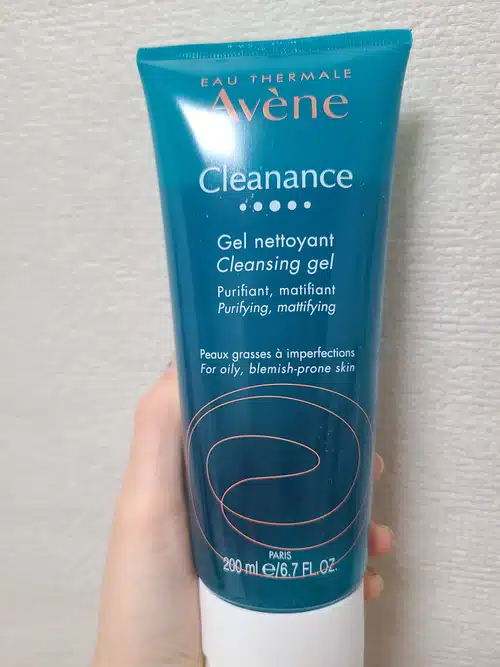 EAU THERMALE
Avène
Cleanance
Gel nettoyant
Cleansing gel
Purifiant, matifiant
Purifying, mattifying
Peaux grasses à imperfections
For oily, blemish-prone skin
PARIS
200 ml ℮/6.7 FL.OZ.